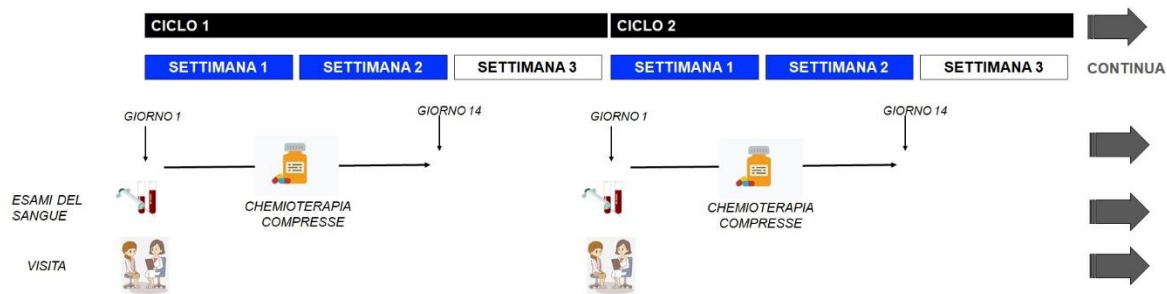 CICLO 1
CICLO 2
SETTIMANA 1
SETTIMANA 2
SETTIMANA 3
SETTIMANA 1
SETTIMANA 2
SETTIMANA 3
CONTINUA
GIORNO 1
GIORNO 14
GIORNO 1
GIORNO 14
ESAMI DEL
SANGUE
CHEMIOTERAPIA
COMPRESSE
CHEMIOTERAPIA
COMPRESSE
VISITA